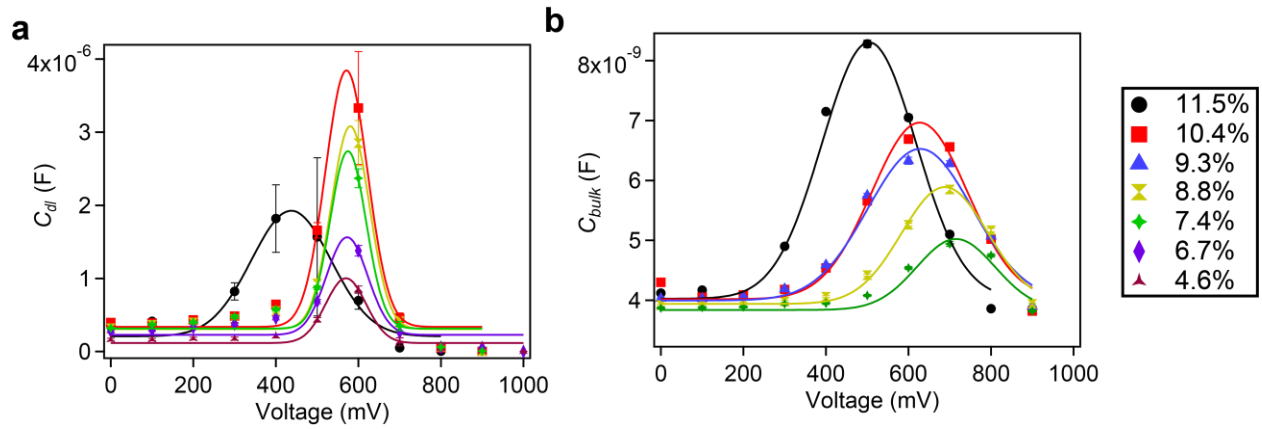 a
4x10⁻⁶
3
2
1
0
C_dl (F)
0 200 400 600 800 1000
Voltage (mV)
b
8x10⁻⁹
7
6
5
4
C_bulk (F)
0 200 400 600 800 1000
Voltage (mV)
11.5%
10.4%
9.3%
8.8%
7.4%
6.7%
4.6%